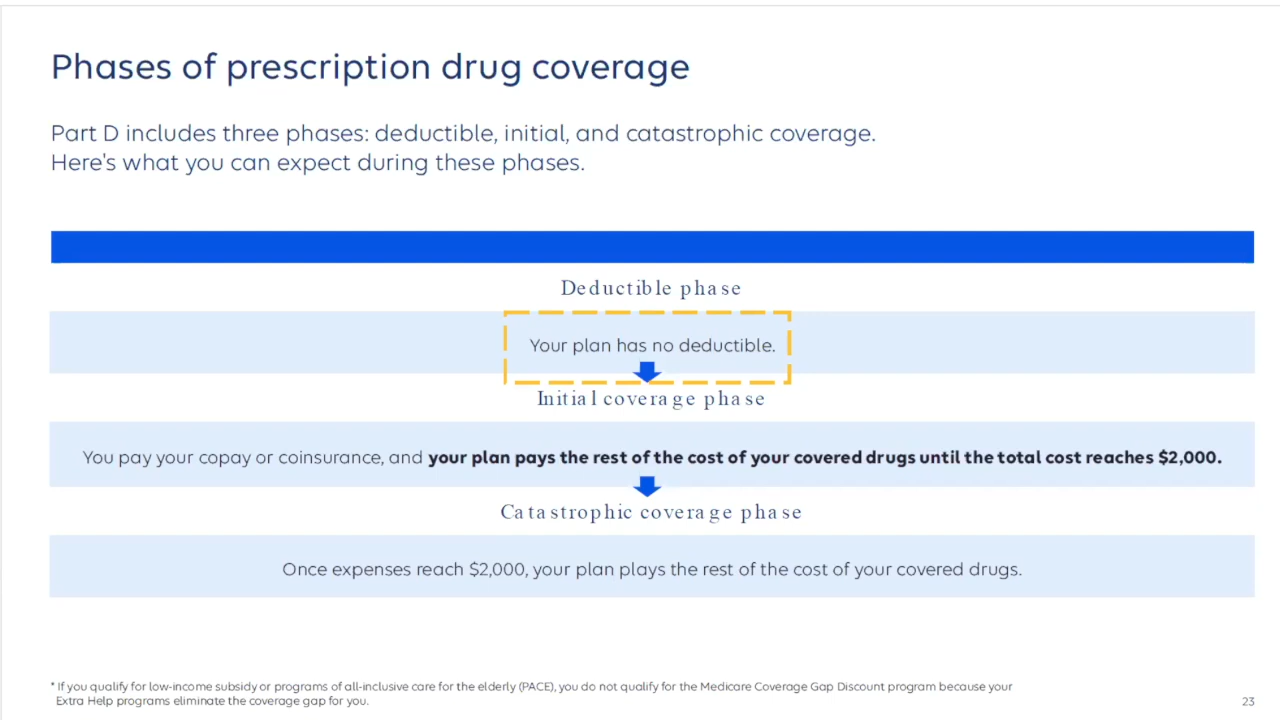 Phases of prescription drug coverage
Part D includes three phases: deductible, initial, and catastrophic coverage.
Here's what you can expect during these phases.
Deductible phase
Your plan has no deductible.
Initial coverage phase
You pay your copay or coinsurance, and your plan pays the rest of the cost of your covered drugs until the total cost reaches $2,000.
Catastrophic coverage phase
Once expenses reach $2,000, your plan plays the rest of the cost of your covered drugs.
* If you qualify for low-income subsidy or programs of all-inclusive care for the elderly (PACE), you do not qualify for the Medicare Coverage Gap Discount program because your
Extra Help programs eliminate the coverage gap for you.
23